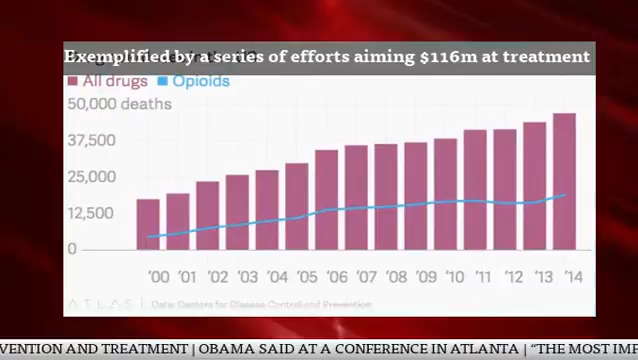 Exemplified by a series of efforts aiming $116m at treatment
All drugs Opioids
50,000 deaths
37,500
25,000
12,500
0
'00 '01 '02 '03 '04 '05 '06 '07 '08 '09 '10 '11 '12 '13 '14
ATLAS Data: Centers for Disease Control and Prevention
VENTION AND TREATMENT | OBAMA SAID AT A CONFERENCE IN ATLANTA | “THE MOST IMP